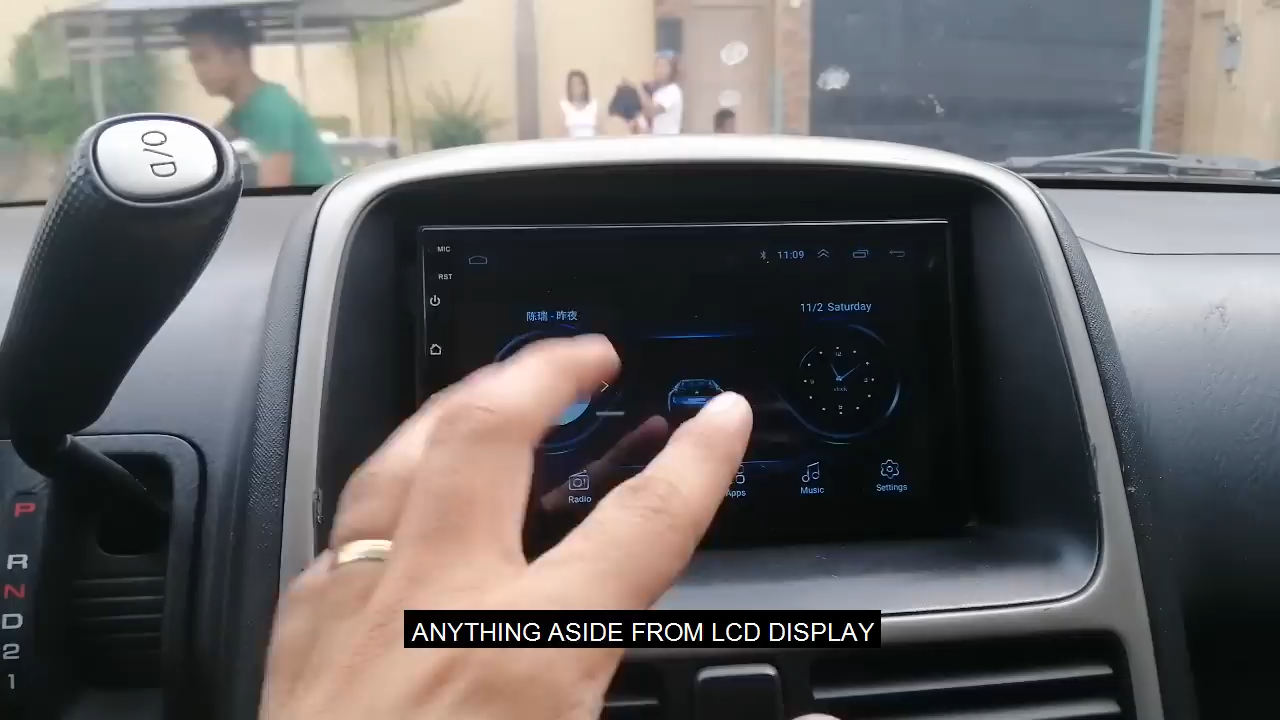 O/D
MIC
RST
11:09
陈瑞 - 昨夜
11/2 Saturday
clock
Radio
Apps
Music
Settings
P
R
N
D
2
1
ANYTHING ASIDE FROM LCD DISPLAY